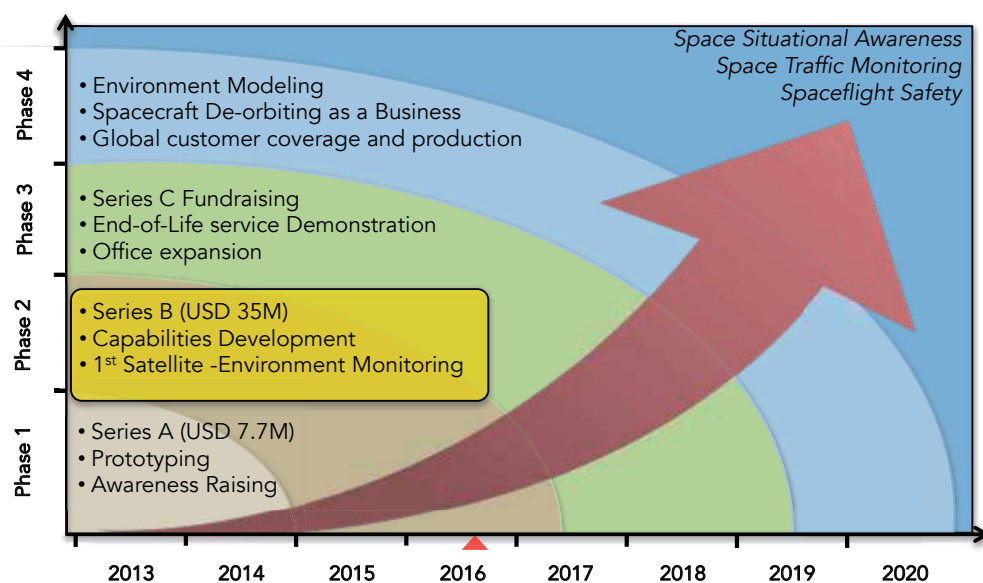 Space Situational Awareness
Space Traffic Monitoring
Spaceflight Safety
Phase 4
• Environment Modeling
• Spacecraft De-orbiting as a Business
• Global customer coverage and production
Phase 3
• Series C Fundraising
• End-of-Life service Demonstration
• Office expansion
Phase 2
• Series B (USD 35M)
• Capabilities Development
• 1st Satellite -Environment Monitoring
Phase 1
• Series A (USD 7.7M)
• Prototyping
• Awareness Raising
2013 2014 2015 2016 2017 2018 2019 2020